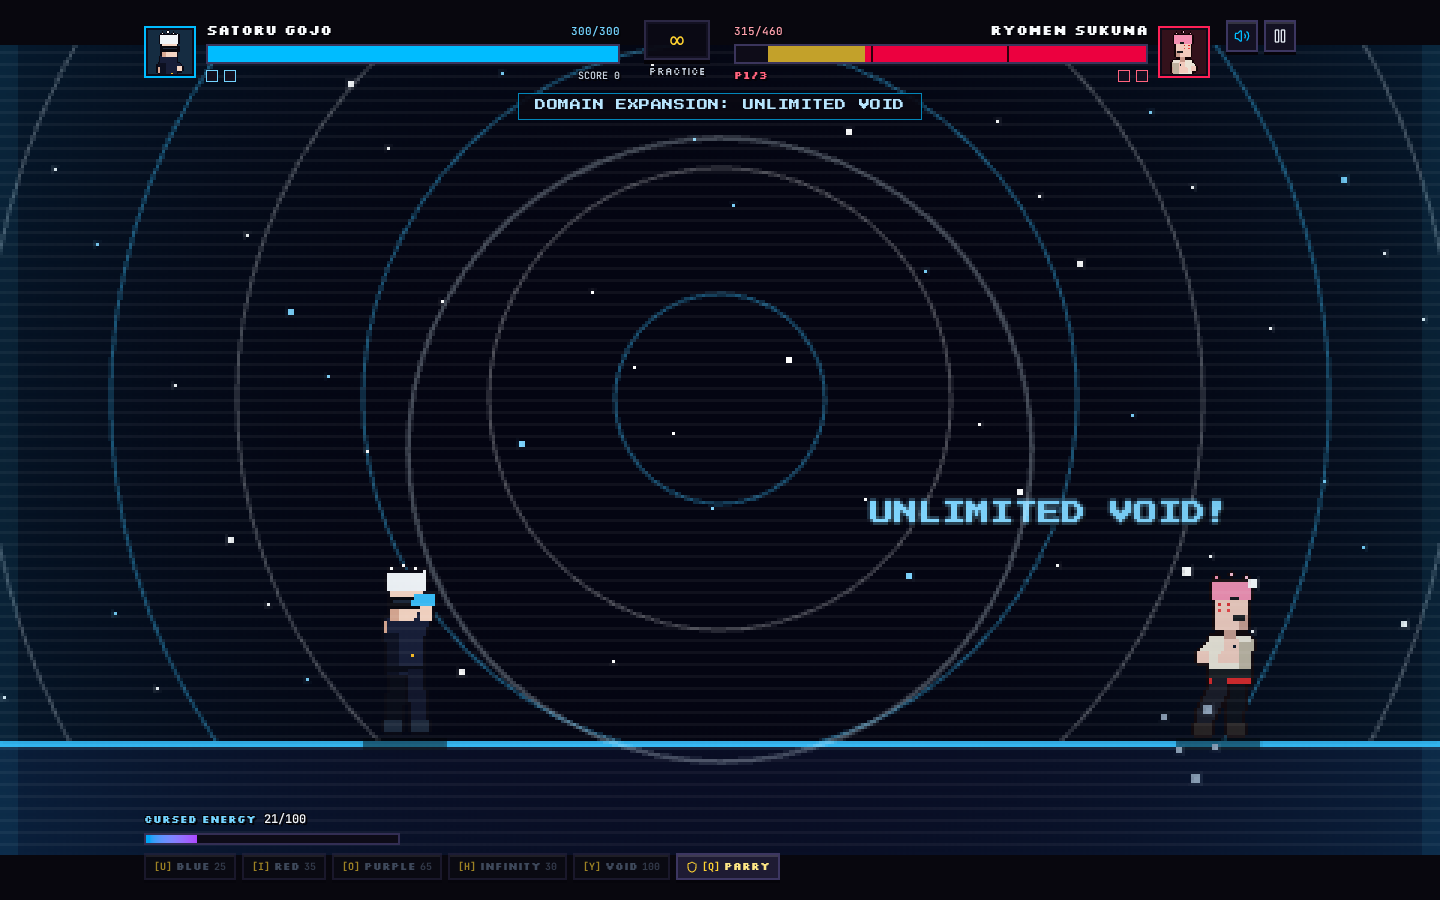 SATORU GOJO
300/300
SCORE 0
∞
PRACTICE
315/460
RYOMEN SUKUNA
P1/3
DOMAIN EXPANSION: UNLIMITED VOID
UNLIMITED VOID!
CURSED ENERGY 21/100
[U] BLUE 25
[I] RED 35
[O] PURPLE 65
[H] INFINITY 30
[Y] VOID 100
[Q] PARRY